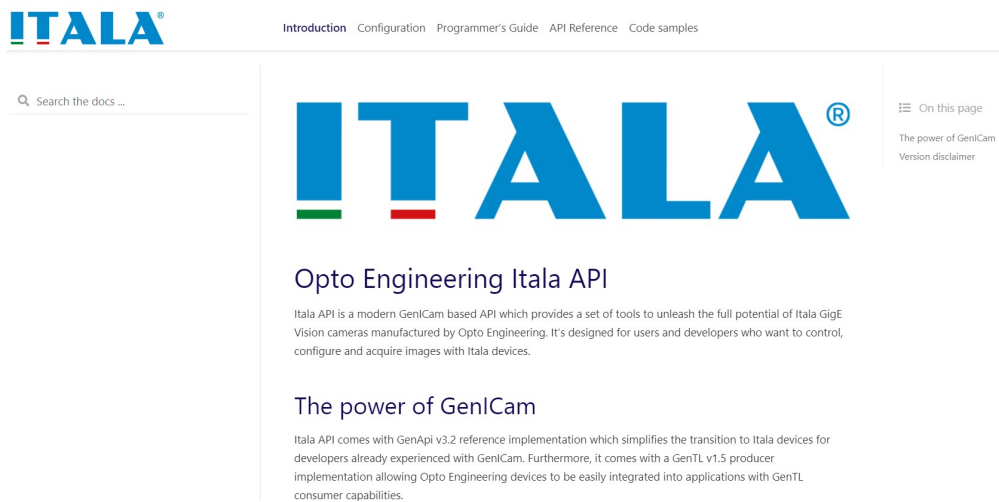 ITALA®
Introduction Configuration Programmer's Guide API Reference Code samples
Search the docs ...
ITALA®
On this page
The power of GenICam
Version disclaimer
Opto Engineering Itala API
Itala API is a modern GenICam based API which provides a set of tools to unleash the full potential of Itala GigE
Vision cameras manufactured by Opto Engineering. It's designed for users and developers who want to control,
configure and acquire images with Itala devices.
The power of GenICam
Itala API comes with GenApi v3.2 reference implementation which simplifies the transition to Itala devices for
developers already experienced with GenICam. Furthermore, it comes with a GenTL v1.5 producer
implementation allowing Opto Engineering devices to be easily integrated into applications with GenTL
consumer capabilities.